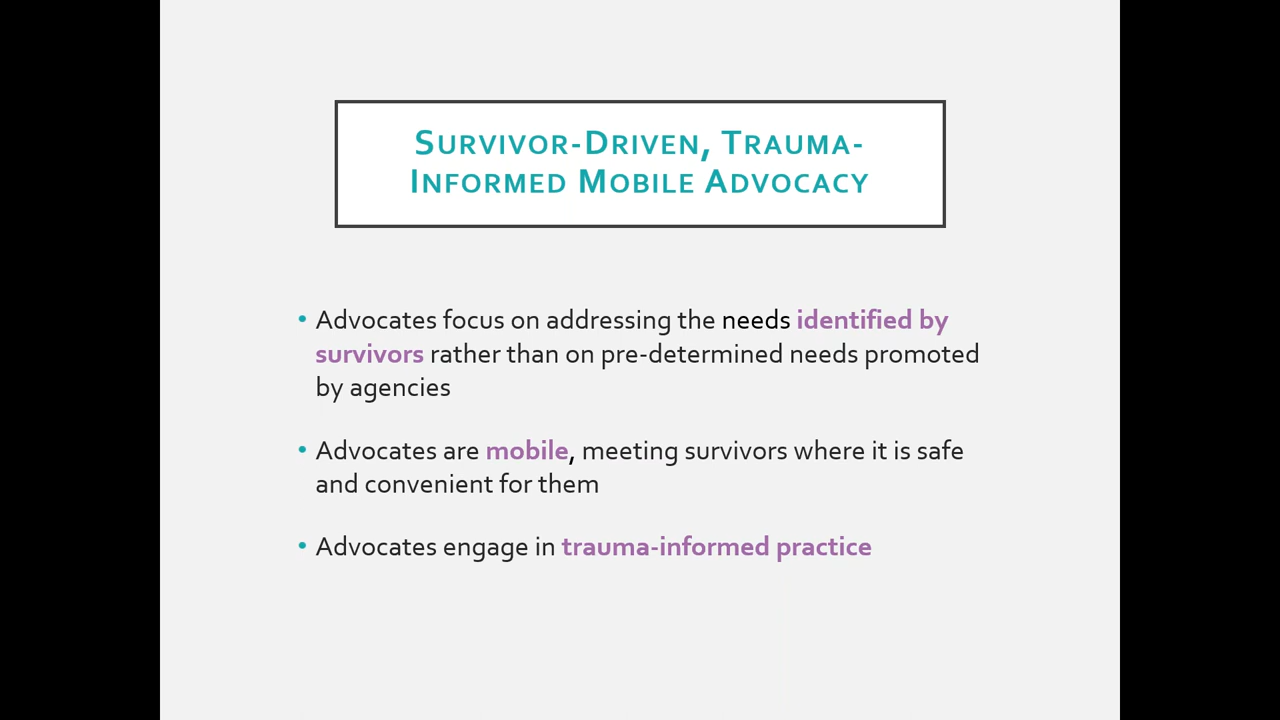 Survivor-Driven, Trauma-
Informed Mobile Advocacy
• Advocates focus on addressing the needs identified by
survivors rather than on pre-determined needs promoted
by agencies
• Advocates are mobile, meeting survivors where it is safe
and convenient for them
• Advocates engage in trauma-informed practice